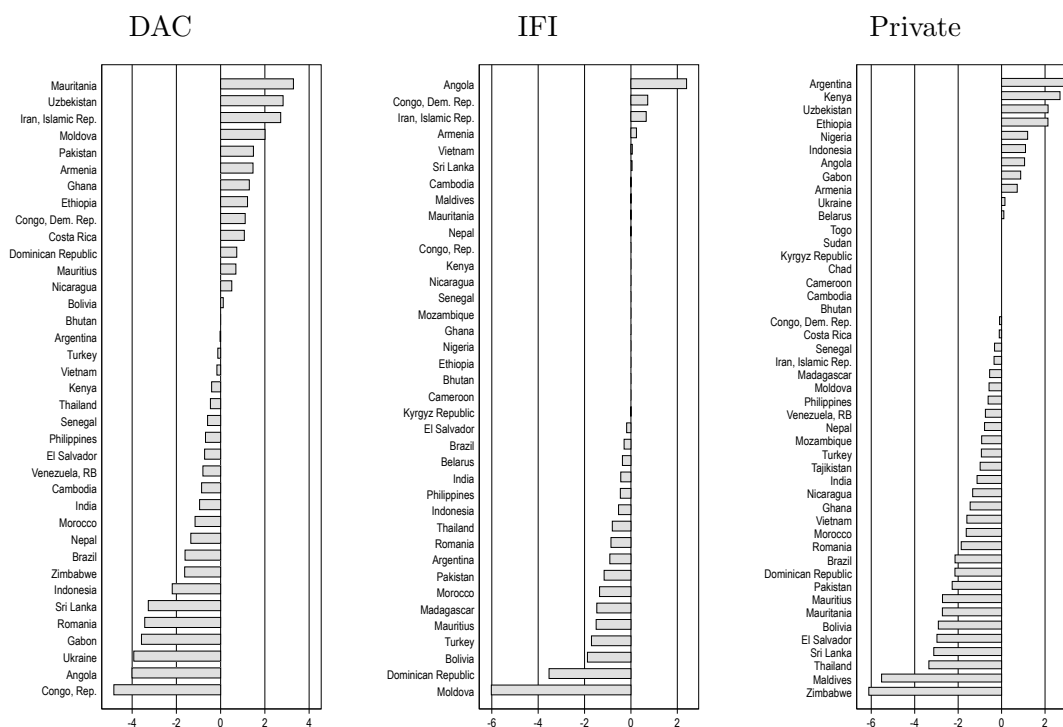 DAC
Mauritania
Uzbekistan
Iran, Islamic Rep.
Moldova
Pakistan
Armenia
Ghana
Ethiopia
Congo, Dem. Rep.
Costa Rica
Dominican Republic
Mauritius
Nicaragua
Bolivia
Bhutan
Argentina
Turkey
Vietnam
Kenya
Thailand
Senegal
Philippines
El Salvador
Venezuela, RB
Cambodia
India
Morocco
Nepal
Brazil
Zimbabwe
Indonesia
Sri Lanka
Romania
Gabon
Ukraine
Angola
Congo, Rep.
-4 -2 0 2 4
IFI
Angola
Congo, Dem. Rep.
Iran, Islamic Rep.
Armenia
Vietnam
Sri Lanka
Cambodia
Maldives
Mauritania
Nepal
Congo, Rep.
Kenya
Nicaragua
Senegal
Mozambique
Ghana
Nigeria
Ethiopia
Bhutan
Cameroon
Kyrgyz Republic
El Salvador
Brazil
Belarus
India
Philippines
Indonesia
Thailand
Romania
Argentina
Pakistan
Morocco
Madagascar
Mauritius
Turkey
Bolivia
Dominican Republic
Moldova
-6 -4 -2 0 2
Private
Argentina
Kenya
Uzbekistan
Ethiopia
Nigeria
Indonesia
Angola
Gabon
Armenia
Ukraine
Belarus
Togo
Sudan
Kyrgyz Republic
Chad
Cameroon
Cambodia
Bhutan
Congo, Dem. Rep.
Costa Rica
Senegal
Iran, Islamic Rep.
Madagascar
Moldova
Philippines
Venezuela, RB
Nepal
Mozambique
Turkey
Tajikistan
India
Nicaragua
Ghana
Vietnam
Morocco
Romania
Brazil
Dominican Republic
Pakistan
Mauritius
Mauritania
Bolivia
El Salvador
Sri Lanka
Thailand
Maldives
Zimbabwe
-6 -4 -2 0 2